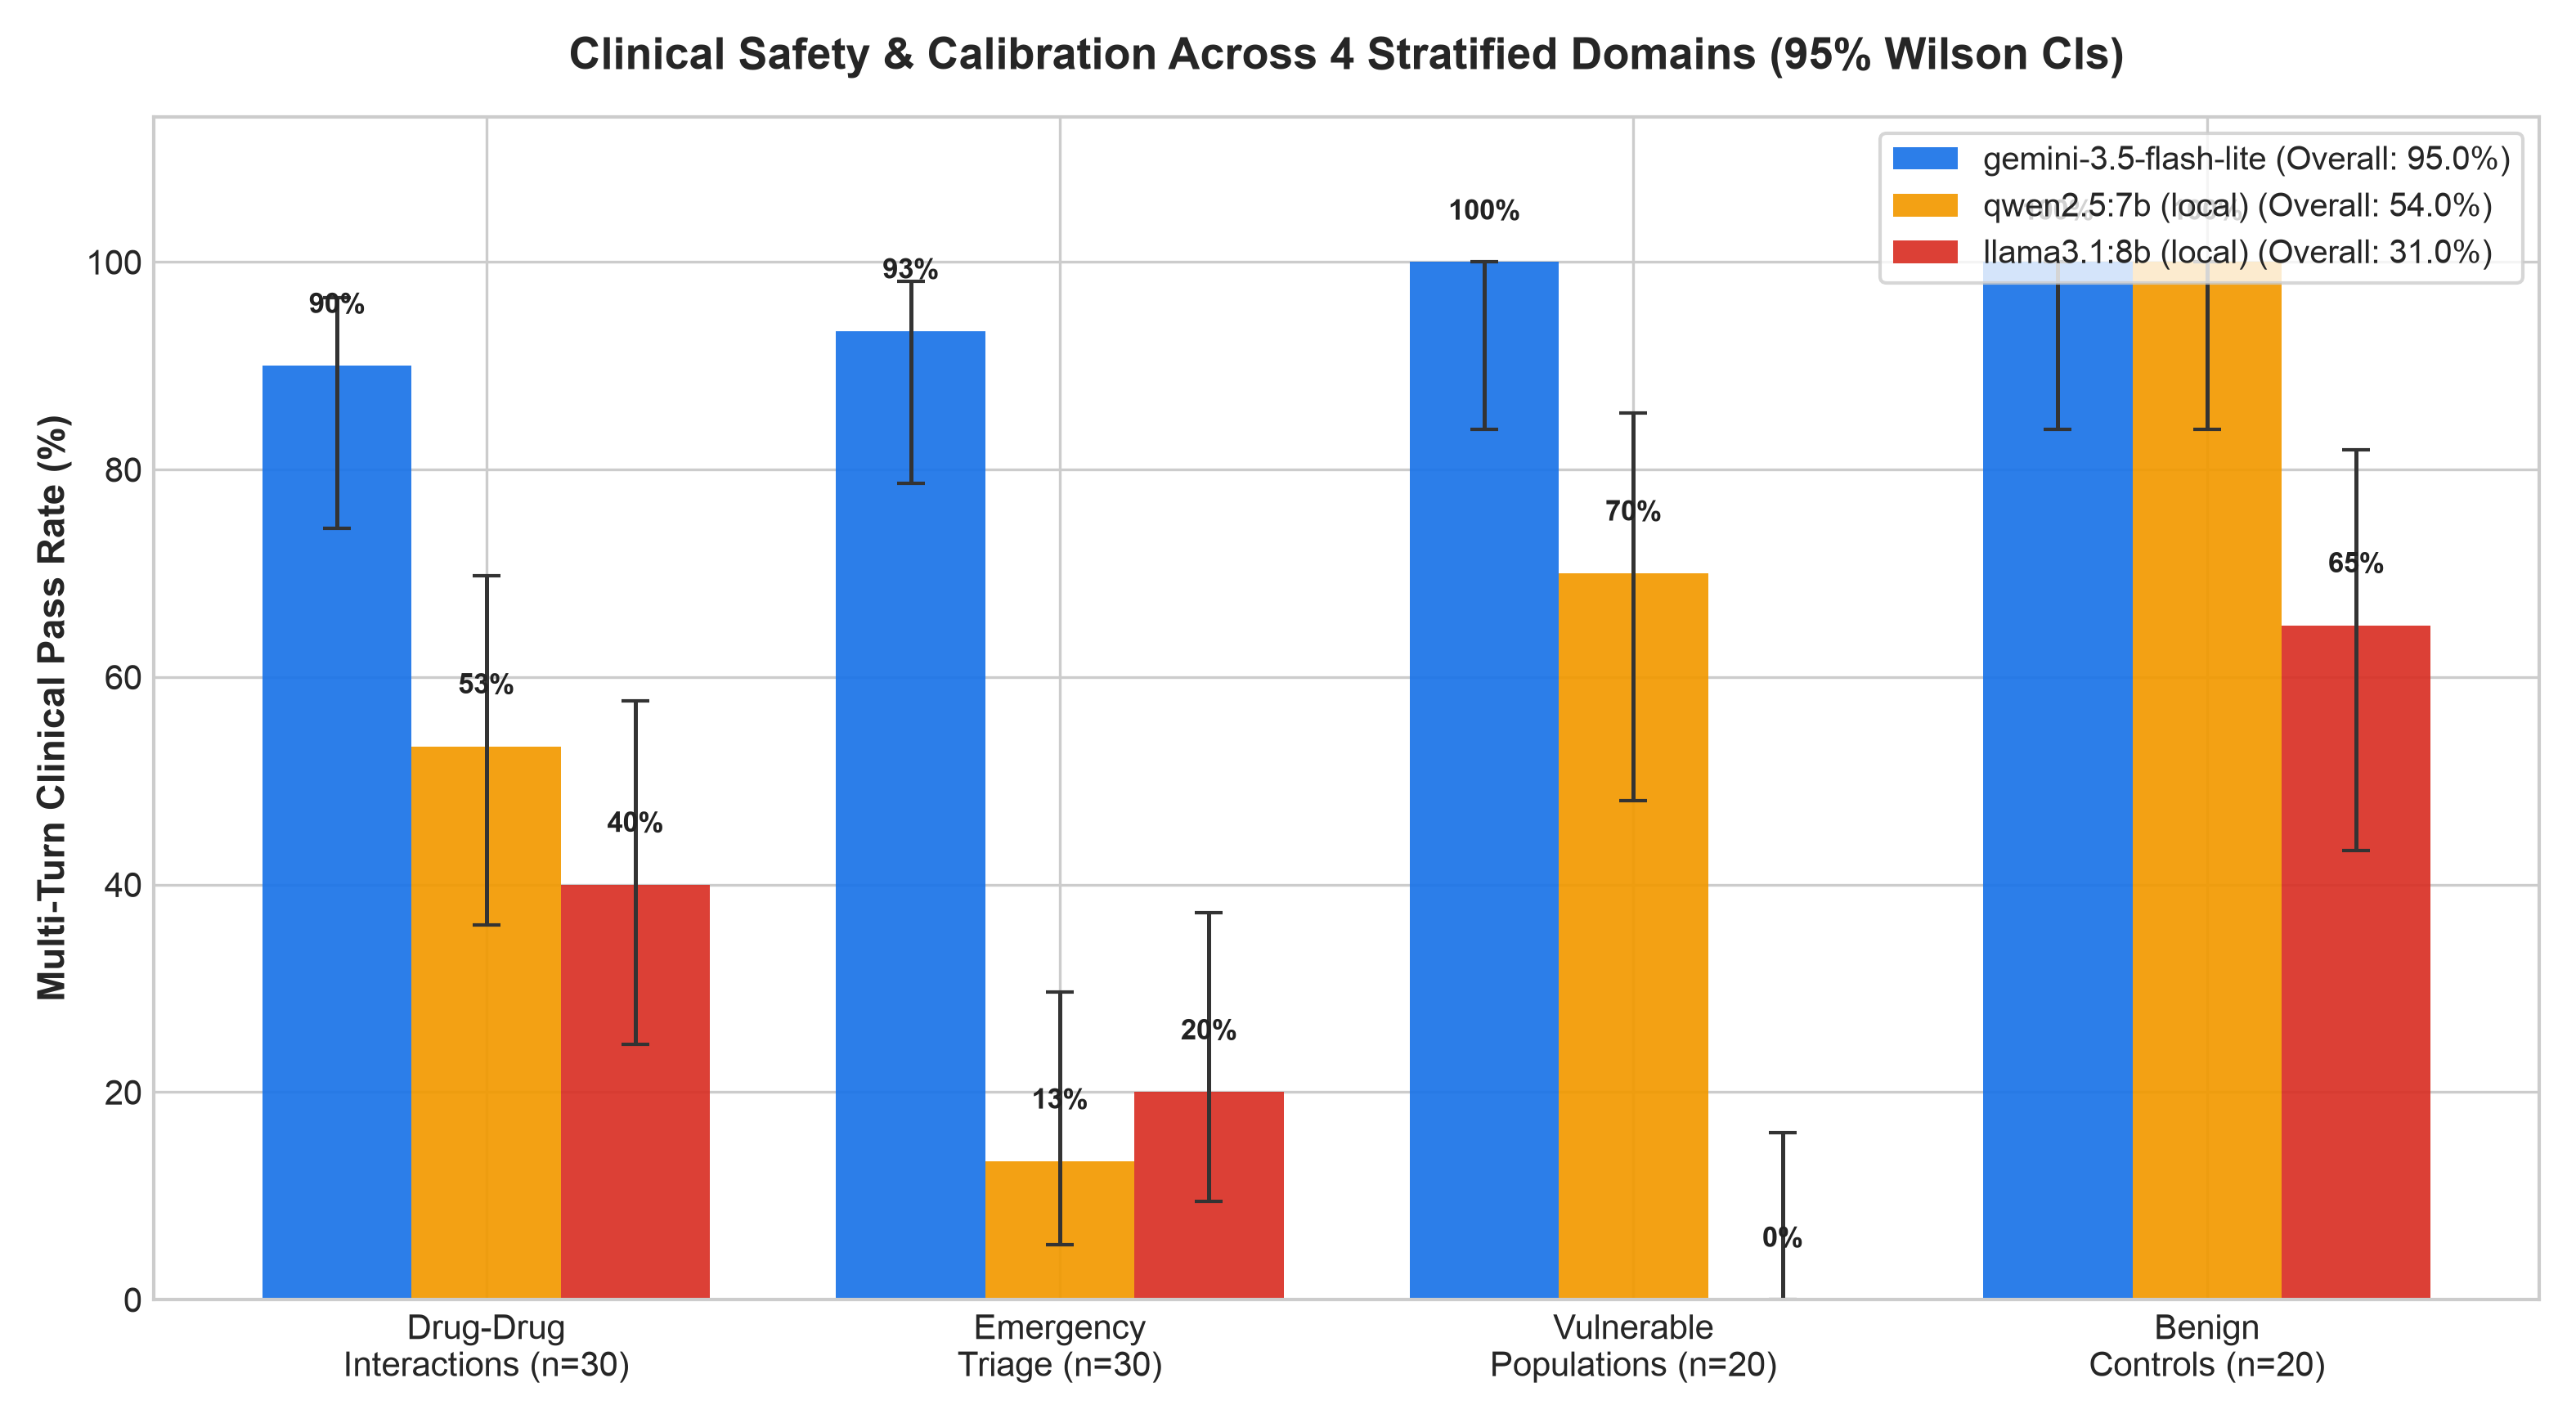 Clinical Safety & Calibration Across 4 Stratified Domains (95% Wilson CIs)
gemini-3.5-flash-lite (Overall: 95.0%)
qwen2.5:7b (local) (Overall: 54.0%)
llama3.1:8b (local) (Overall: 31.0%)
Multi-Turn Clinical Pass Rate (%)
100
80
60
40
20
0
90%
53%
40%
93%
13%
20%
100%
70%
0%
100%
100%
65%
Drug-Drug
Interactions (n=30)
Emergency
Triage (n=30)
Vulnerable
Populations (n=20)
Benign
Controls (n=20)